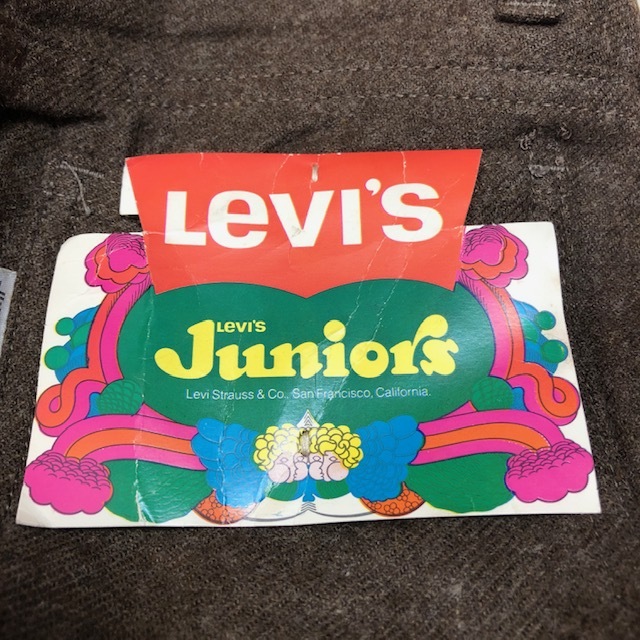 LEVI'S
LEVI'S
Juniors
Levi Strauss & Co., San Francisco, California.